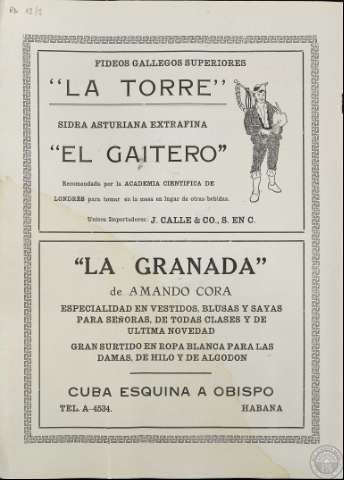 FIDEOS GALLEGOS SUPERIORES
"LA TORRE"
SIDRA ASTURIANA EXTRAFINA
"EL GAITERO"
Recomendada por la ACADEMIA CIENTIFICA DE
LONDRES para tomar en la mesa en lugar de otras bebidas.
Unicos Importadores: J. CALLE & CO., S. EN C.
"LA GRANADA"
de AMANDO CORA
ESPECIALIDAD EN VESTIDOS, BLUSAS Y SAYAS
PARA SEÑORAS, DE TODAS CLASES Y DE
ULTIMA NOVEDAD
GRAN SURTIDO EN ROPA BLANCA PARA LAS
DAMAS, DE HILO Y DE ALGODON
CUBA ESQUINA A OBISPO
TEL. A-4534. HABANA